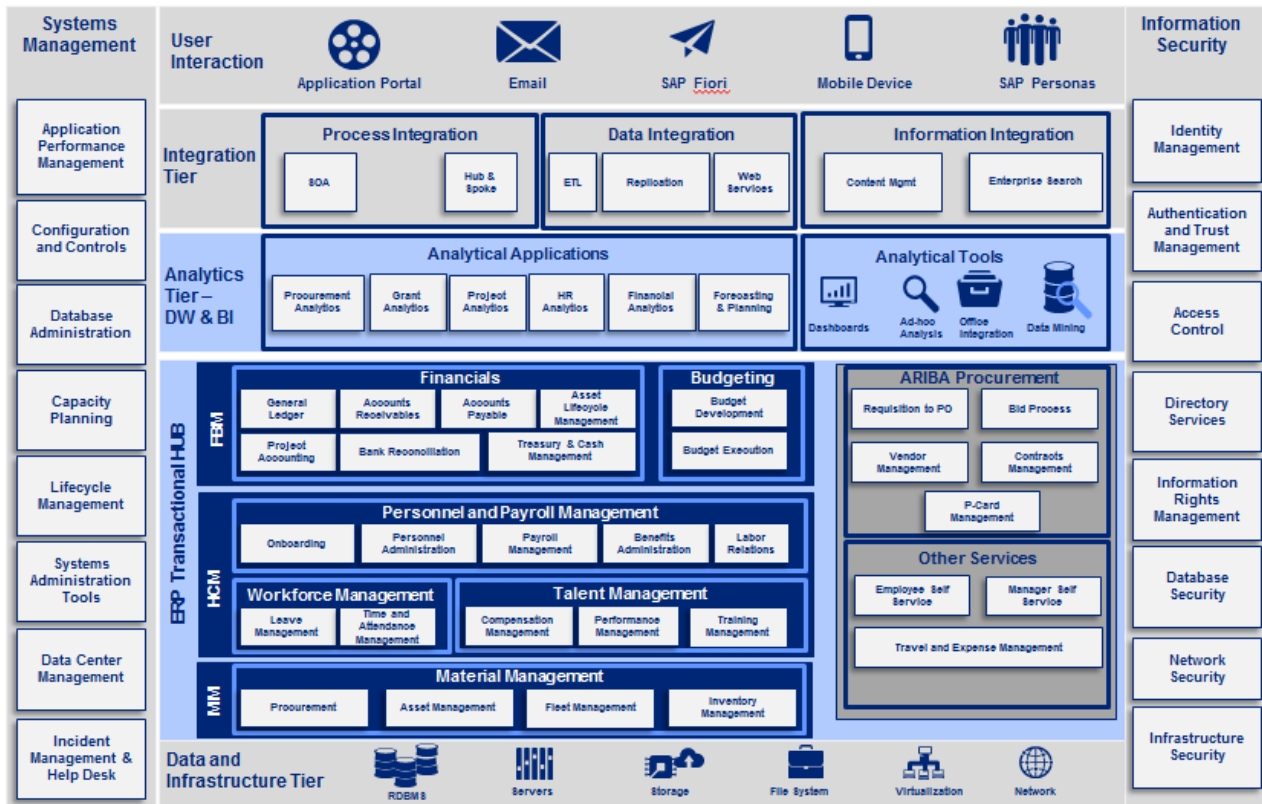 Systems
Management
Application
Performance
Management
Configuration
and Controls
Database
Administration
Capacity
Planning
Lifecycle
Management
Systems
Administration
Tools
Data Center
Management
Incident
Management &
Help Desk
User
Interaction
Application Portal
Email
SAP Fiori
Mobile Device
SAP Personas
Integration
Tier
Process Integration
SOA
Hub &
Spoke
Data Integration
ETL
Replication
Web
Services
Information Integration
Content Mgmt
Enterprise Search
Analytics
Tier –
DW & BI
Analytical Applications
Procurement
Analytics
Grant
Analytics
Project
Analytics
HR
Analytics
Financial
Analytics
Forecasting
& Planning
Analytical Tools
Dashboards
Ad-hoc
Analysis
Office
Integration
Data Mining
ERP Transactional HUB
FBM
Financials
General
Ledger
Accounts
Receivables
Accounts
Payable
Asset
Lifecycle
Management
Project
Accounting
Bank Reconciliation
Treasury & Cash
Management
Budgeting
Budget
Development
Budget Execution
HCM
Personnel and Payroll Management
Onboarding
Personnel
Administration
Payroll
Management
Benefits
Administration
Labor
Relations
Workforce Management
Leave
Management
Time and
Attendance
Management
Talent Management
Compensation
Management
Performance
Management
Training
Management
MM
Material Management
Procurement
Asset Management
Fleet Management
Inventory
Management
ARIBA Procurement
Requisition to PO
Bid Process
Vendor
Management
Contracts
Management
P-Card
Management
Other Services
Employee Self
Service
Manager Self
Service
Travel and Expense Management
Data and
Infrastructure Tier
RDBMS
Servers
Storage
File System
Virtualization
Network
Information
Security
Identity
Management
Authentication
and Trust
Management
Access
Control
Directory
Services
Information
Rights
Management
Database
Security
Network
Security
Infrastructure
Security